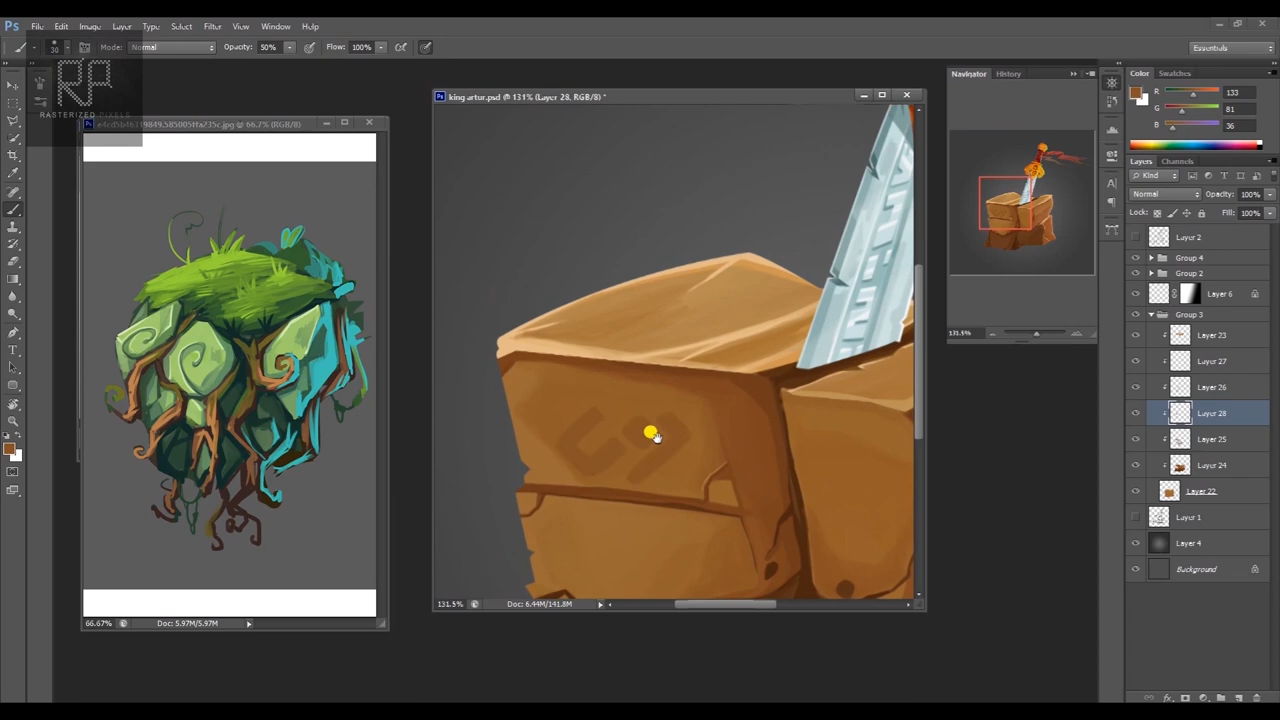 Ps File Edit Image Layer Type Select Filter View Window Help
30 Mode: Normal Opacity: 50% Flow: 100% Essentials
RP
RASTERIZED PIXELS
king artur.psd @ 131% (Layer 28, RGB/8) *
66.67% Doc: 5.97M/5.97M
131.5% Doc: 6.44M/141.8M
Navigator History
Color Swatches
R 133
G 81
B 36
Layers Channels
Kind
Normal Opacity: 100%
Lock: Fill: 100%
Layer 2
Group 4
Group 2
Layer 6
Group 3
Layer 23
Layer 27
Layer 26
Layer 28
Layer 25
Layer 24
Layer 22
Layer 1
Layer 4
Background